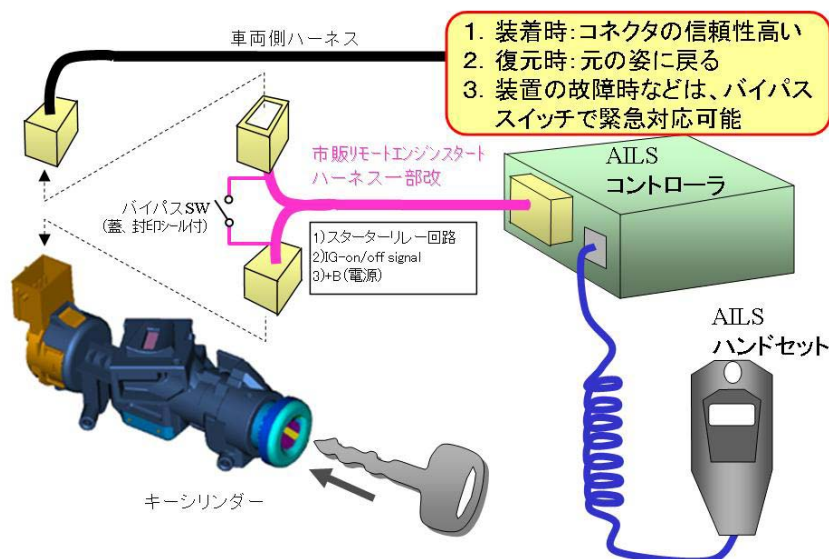 車両側ハーネス
1. 装着時:コネクタの信頼性高い
2. 復元時:元の姿に戻る
3. 装置の故障時などは、バイパス
スイッチで緊急対応可能
市販リモートエンジンスタート
ハーネス一部改
AILS
コントローラ
バイパスSW
(蓋、封印シール付)
1)スターターリレー回路
2)IG-on/off signal
3)+B(電源)
AILS
ハンドセット
キーシリンダー